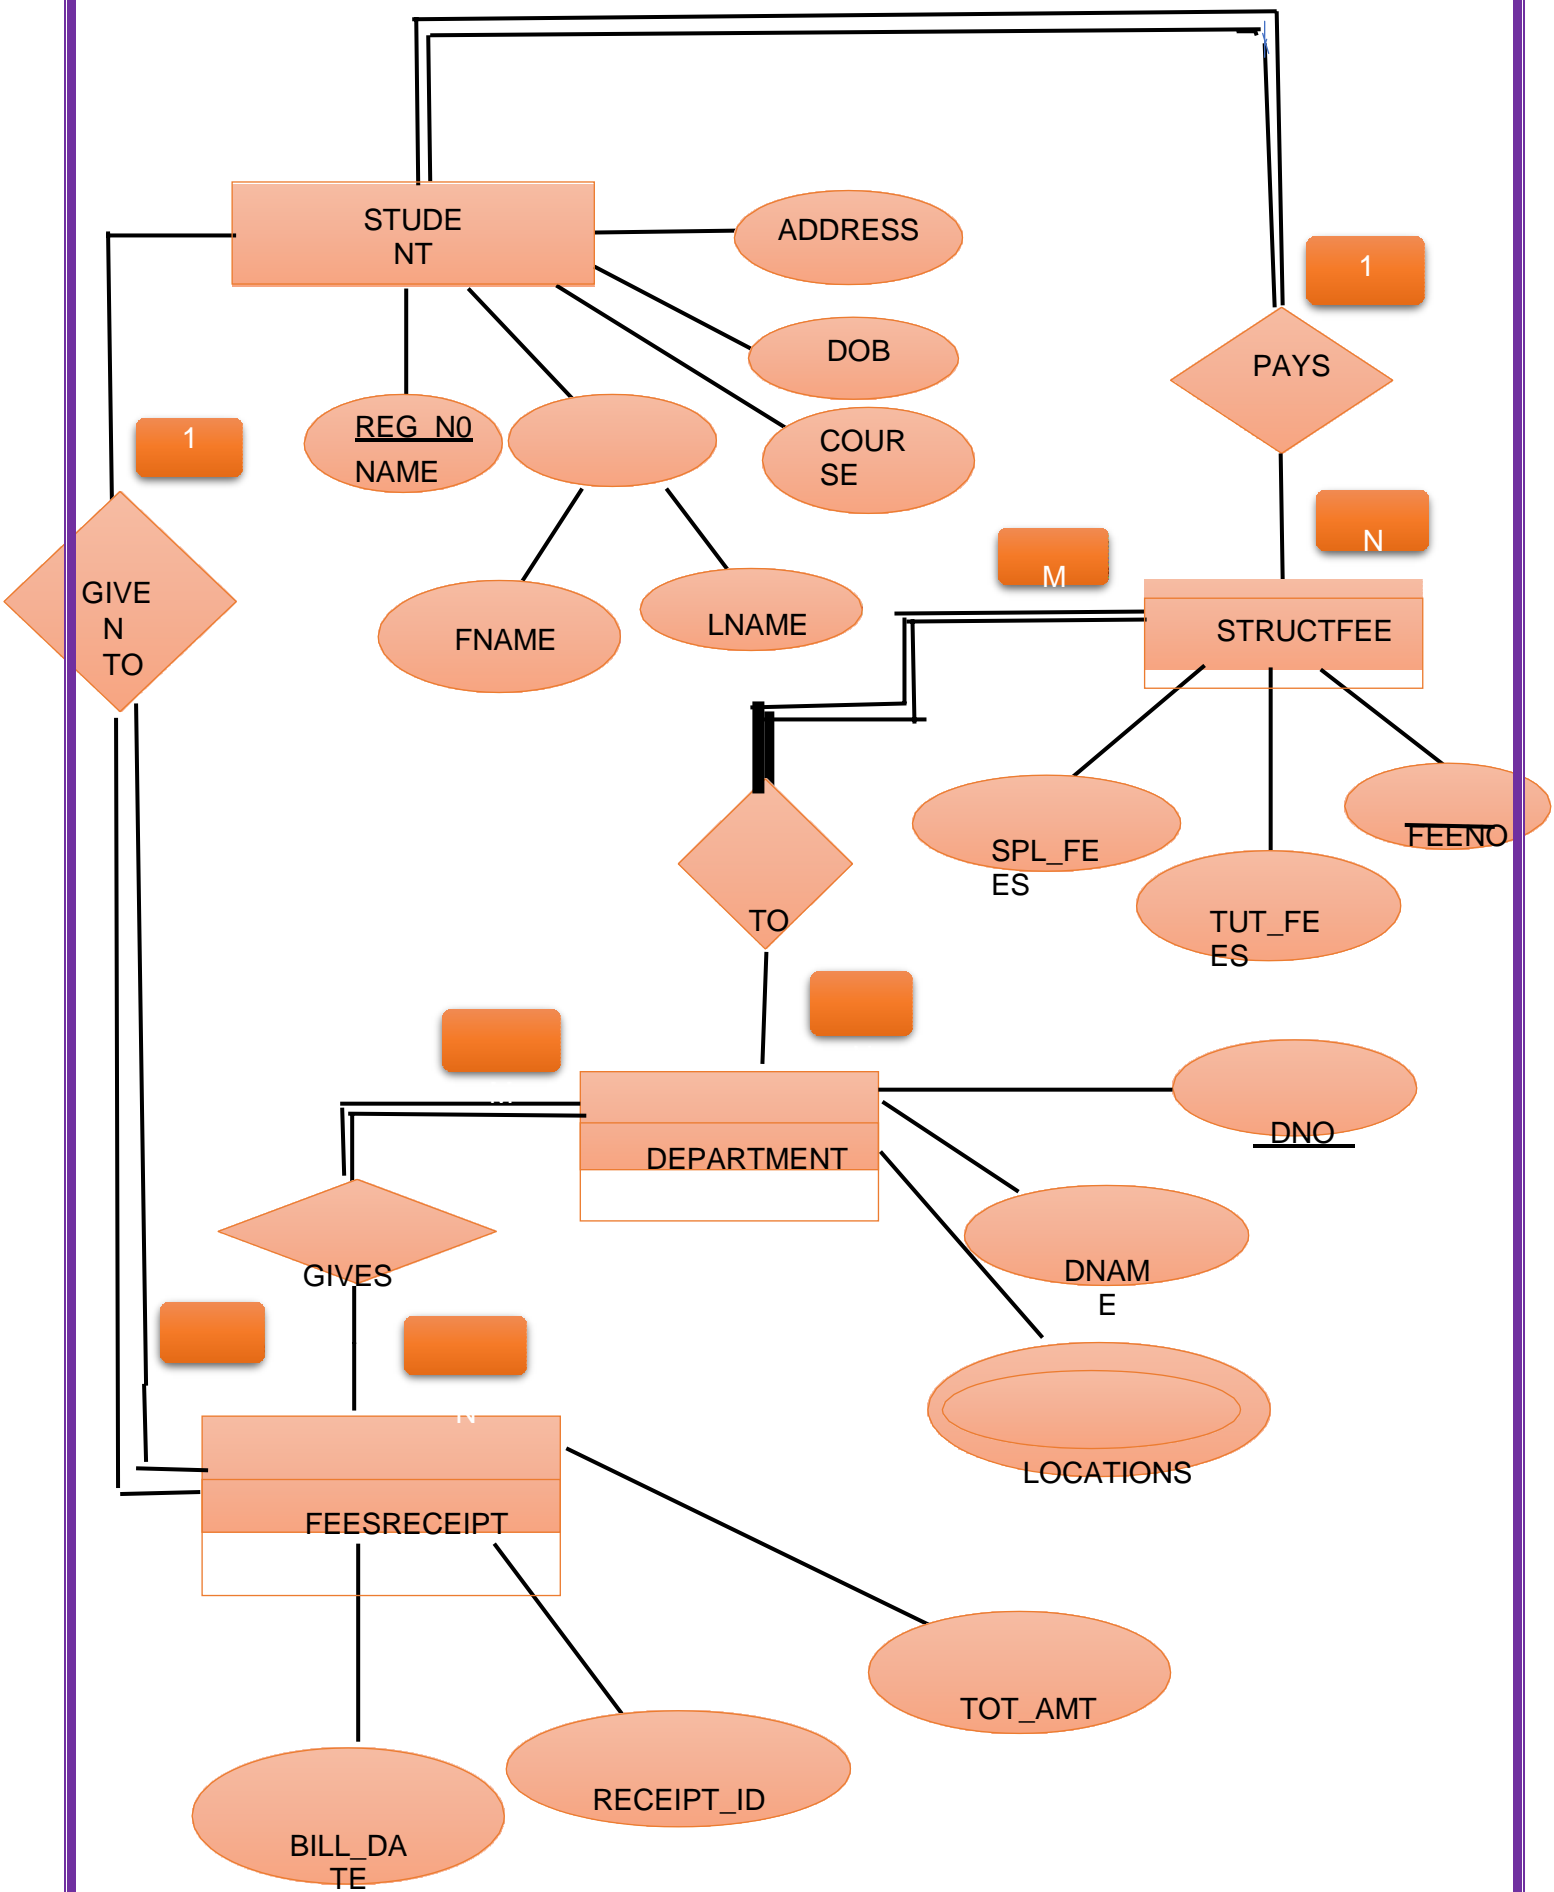 STUDE
NT
ADDRESS
1
DOB
PAYS
REG_N0
NAME
COUR
SE
1
N
M
GIVE
N
TO
FNAME
LNAME
STRUCTFEE
FEENO
SPL_FE
ES
TUT_FE
ES
TO
DNO
DEPARTMENT
GIVES
DNAM
E
N
LOCATIONS
FEESRECEIPT
TOT_AMT
RECEIPT_ID
BILL_DA
TE